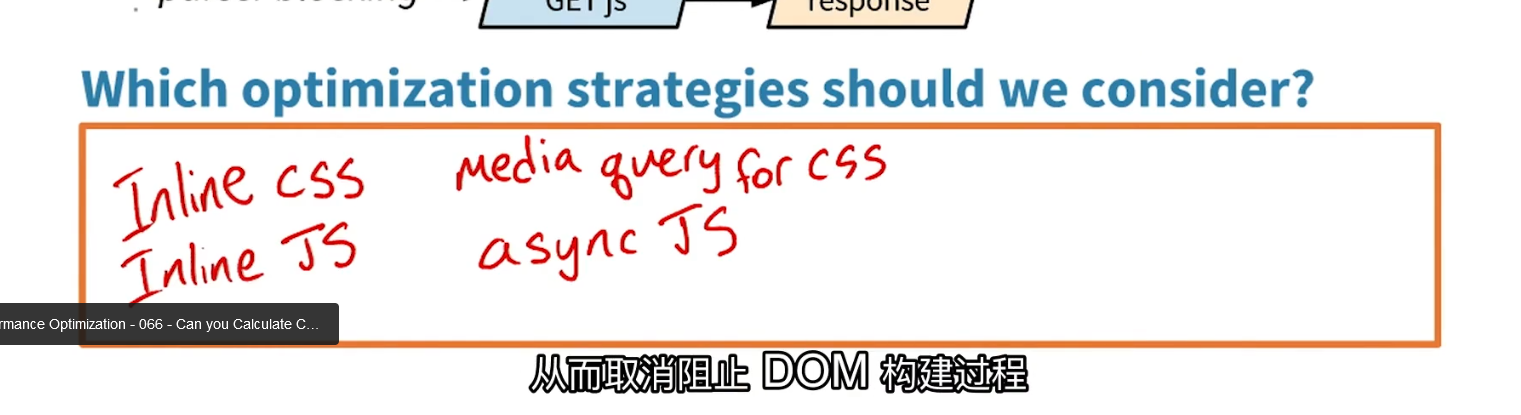 parser blocking
GET js
response
Which optimization strategies should we consider?
Inline CSS media query for CSS
Inline JS async JS
rmance Optimization - 066 - Can you Calculate C...
从而取消阻止 DOM 构建过程